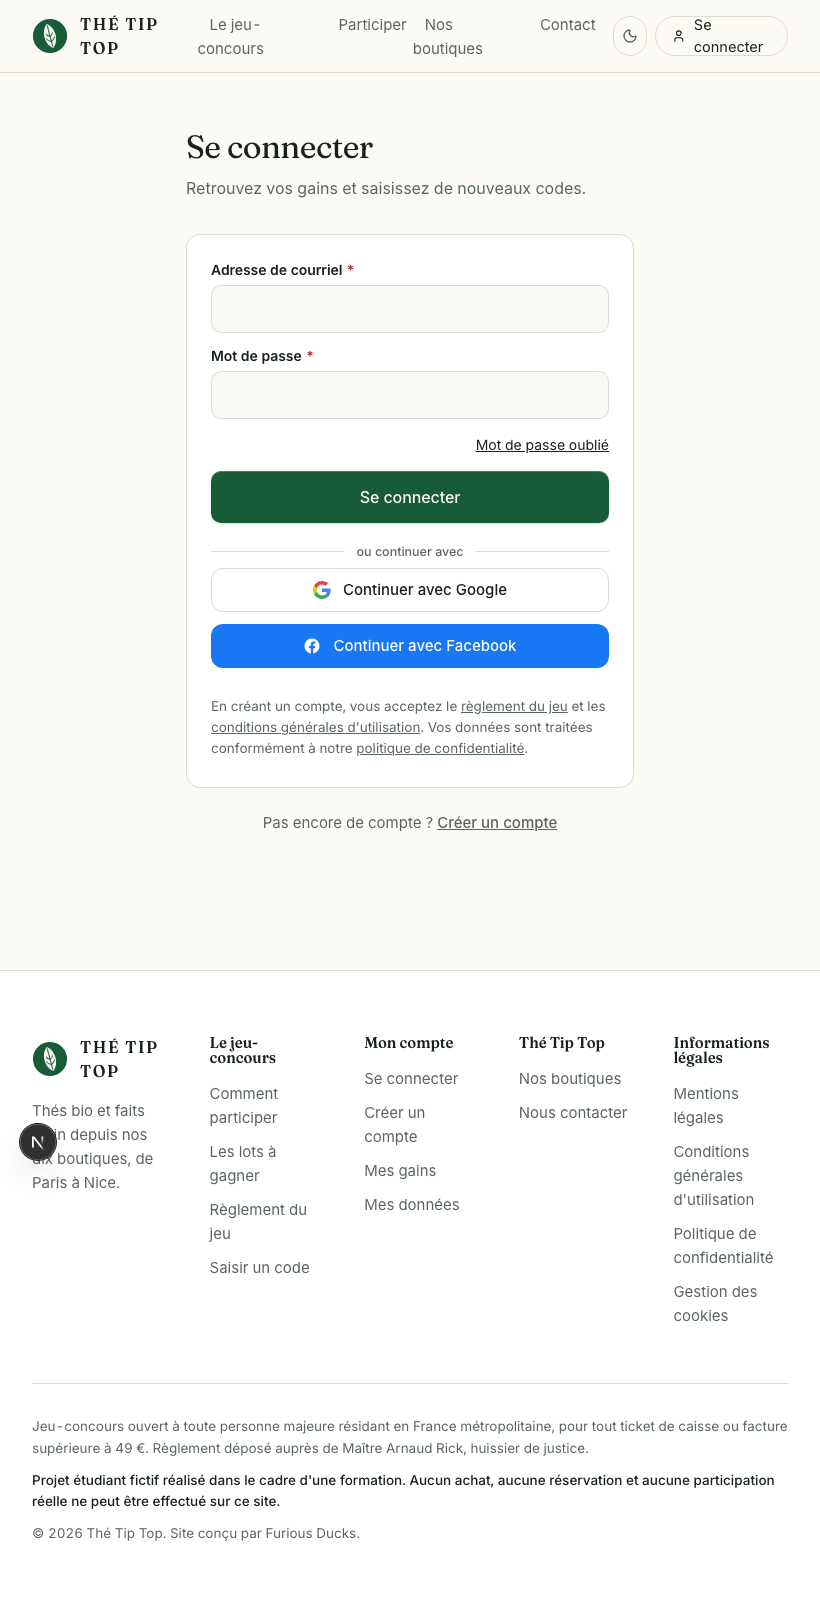 THÉ TIP
TOP
Le jeu-
concours
Participer
Nos
boutiques
Contact
Se
connecter
Se connecter
Retrouvez vos gains et saisissez de nouveaux codes.
Adresse de courriel *
Mot de passe *
Mot de passe oublié
Se connecter
ou continuer avec
Continuer avec Google
Continuer avec Facebook
En créant un compte, vous acceptez le règlement du jeu et les
conditions générales d'utilisation. Vos données sont traitées
conformément à notre politique de confidentialité.
Pas encore de compte ? Créer un compte
THÉ TIP
TOP
Thés bio et faits
in depuis nos
dix boutiques, de
Paris à Nice.
N
Le jeu-
concours
Comment
participer
Les lots à
gagner
Règlement du
jeu
Saisir un code
Mon compte
Se connecter
Créer un
compte
Mes gains
Mes données
Thé Tip Top
Nos boutiques
Nous contacter
Informations
légales
Mentions
légales
Conditions
générales
d'utilisation
Politique de
confidentialité
Gestion des
cookies
Jeu-concours ouvert à toute personne majeure résidant en France métropolitaine, pour tout ticket de caisse ou facture
supérieure à 49 €. Règlement déposé auprès de Maître Arnaud Rick, huissier de justice.
Projet étudiant fictif réalisé dans le cadre d'une formation. Aucun achat, aucune réservation et aucune participation
réelle ne peut être effectué sur ce site.
© 2026 Thé Tip Top. Site conçu par Furious Ducks.